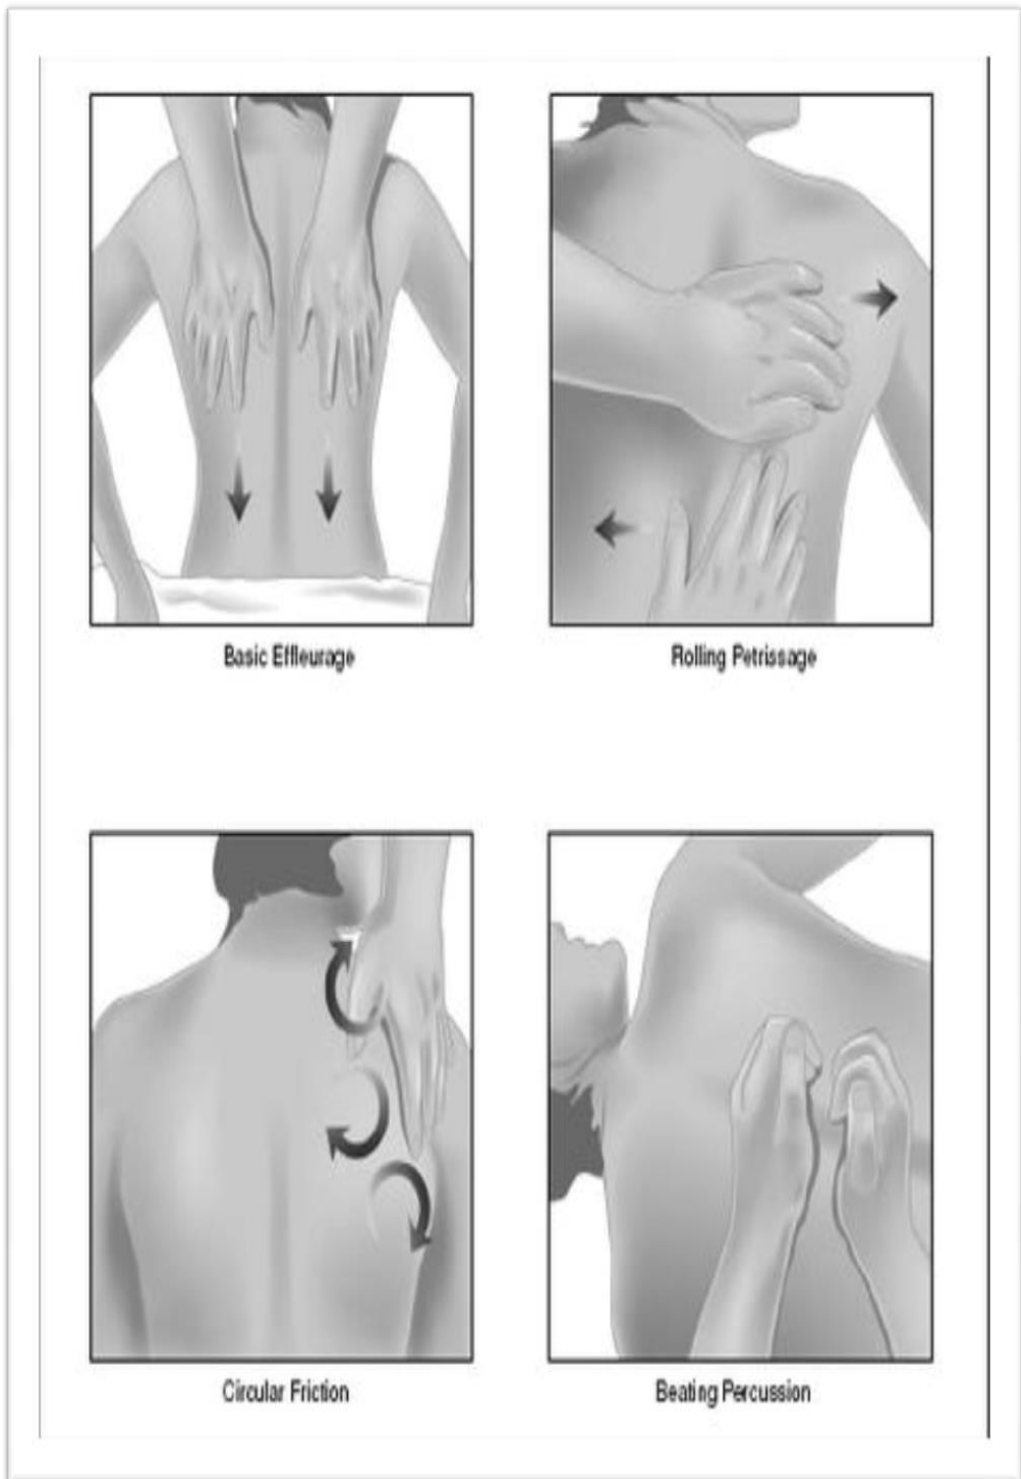 Basic Effleurage
Rolling Petrissage
Circular Friction
Beating Percussion